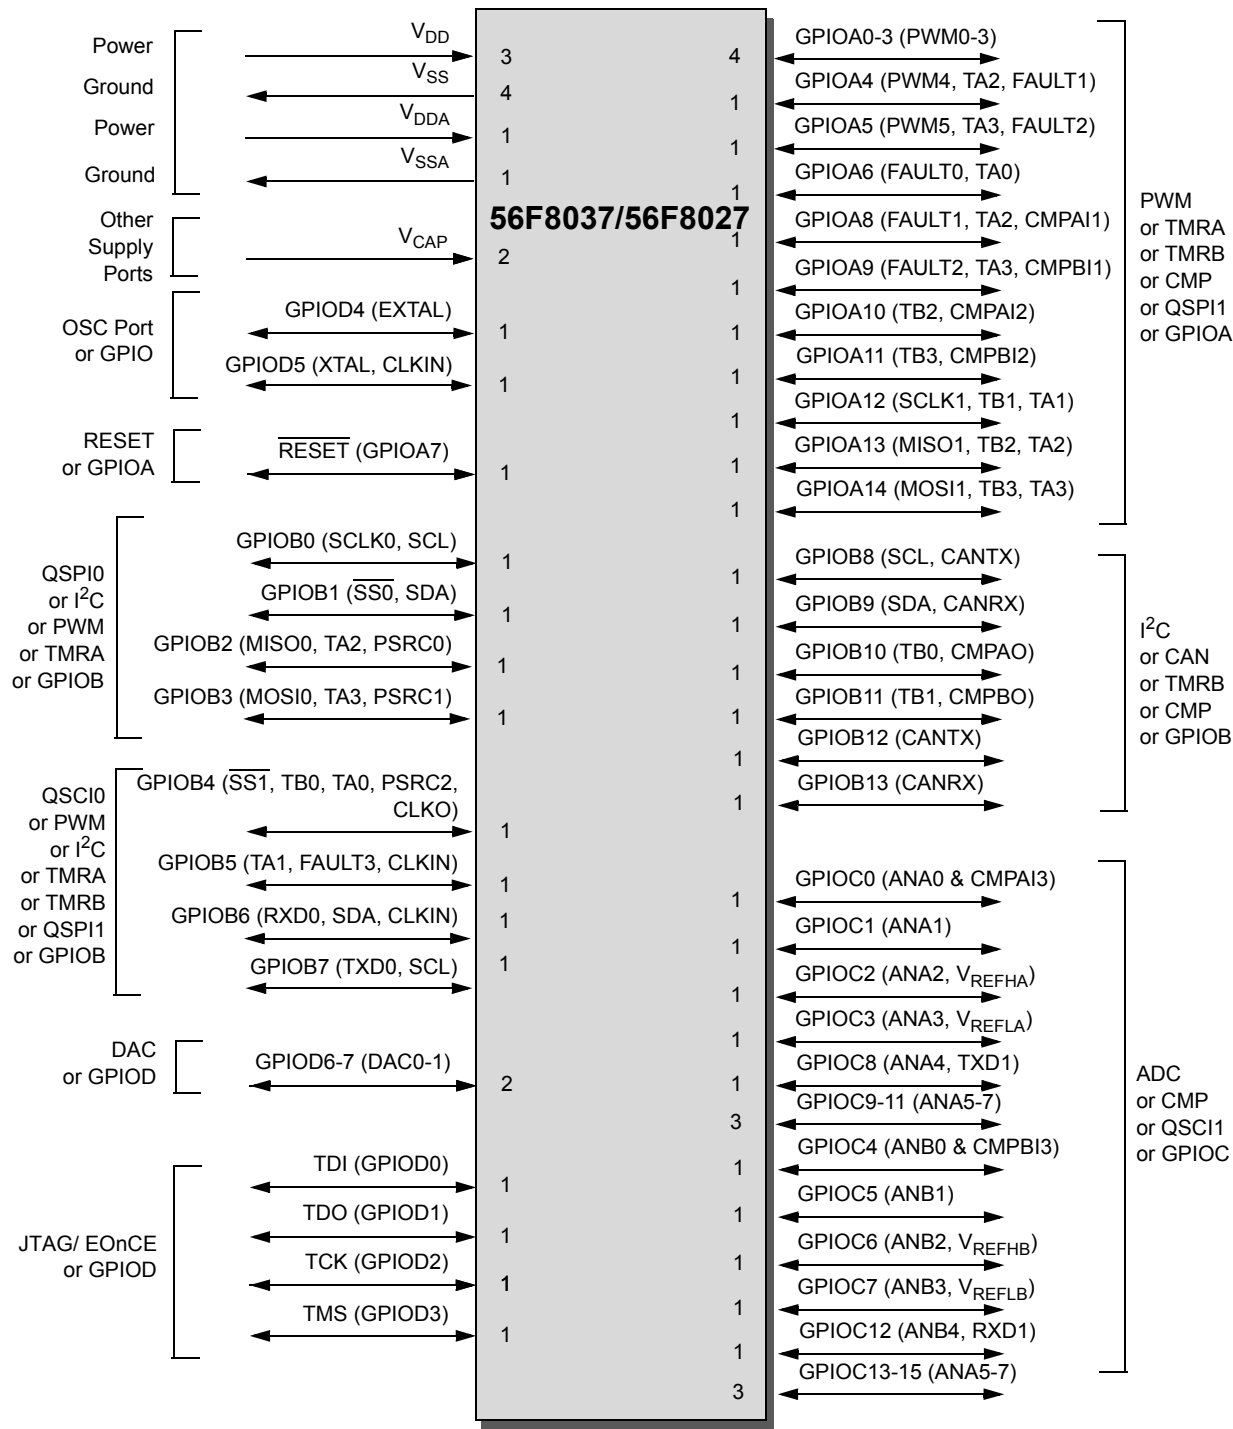 Power
V_DD
3
Ground
V_SS
4
Power
V_DDA
1
Ground
V_SSA
1
56F8037/56F8027
Other
Supply
Ports
V_CAP
2
OSC Port
or GPIO
GPIOD4 (EXTAL)
1
GPIOD5 (XTAL, CLKIN)
1
RESET
or GPIOA
RESET (GPIOA7)
1
QSPI0
or I²C
or PWM
or TMRA
or GPIOB
GPIOB0 (SCLK0, SCL)
1
GPIOB1 (SS0, SDA)
1
GPIOB2 (MISO0, TA2, PSRC0)
1
GPIOB3 (MOSI0, TA3, PSRC1)
1
QSCI0
or PWM
or I²C
or TMRA
or TMRB
or QSPI1
or GPIOB
GPIOB4 (SS1, TB0, TA0, PSRC2,
CLKO)
1
GPIOB5 (TA1, FAULT3, CLKIN)
1
GPIOB6 (RXD0, SDA, CLKIN)
1
GPIOB7 (TXD0, SCL)
1
DAC
or GPIOD
GPIOD6-7 (DAC0-1)
2
JTAG/ EOnCE
or GPIOD
TDI (GPIOD0)
1
TDO (GPIOD1)
1
TCK (GPIOD2)
1
TMS (GPIOD3)
1
4
GPIOA0-3 (PWM0-3)
1
GPIOA4 (PWM4, TA2, FAULT1)
1
GPIOA5 (PWM5, TA3, FAULT2)
1
GPIOA6 (FAULT0, TA0)
1
GPIOA8 (FAULT1, TA2, CMPAI1)
1
GPIOA9 (FAULT2, TA3, CMPBI1)
1
GPIOA10 (TB2, CMPAI2)
1
GPIOA11 (TB3, CMPBI2)
1
GPIOA12 (SCLK1, TB1, TA1)
1
GPIOA13 (MISO1, TB2, TA2)
1
GPIOA14 (MOSI1, TB3, TA3)
PWM
or TMRA
or TMRB
or CMP
or QSPI1
or GPIOA
1
GPIOB8 (SCL, CANTX)
1
GPIOB9 (SDA, CANRX)
1
GPIOB10 (TB0, CMPAO)
1
GPIOB11 (TB1, CMPBO)
1
GPIOB12 (CANTX)
1
GPIOB13 (CANRX)
I²C
or CAN
or TMRB
or CMP
or GPIOB
1
GPIOC0 (ANA0 & CMPAI3)
1
GPIOC1 (ANA1)
1
GPIOC2 (ANA2, V_REFHA)
1
GPIOC3 (ANA3, V_REFLA)
1
GPIOC8 (ANA4, TXD1)
3
GPIOC9-11 (ANA5-7)
1
GPIOC4 (ANB0 & CMPBI3)
1
GPIOC5 (ANB1)
1
GPIOC6 (ANB2, V_REFHB)
1
GPIOC7 (ANB3, V_REFLB)
1
GPIOC12 (ANB4, RXD1)
3
GPIOC13-15 (ANA5-7)
ADC
or CMP
or QSCI1
or GPIOC